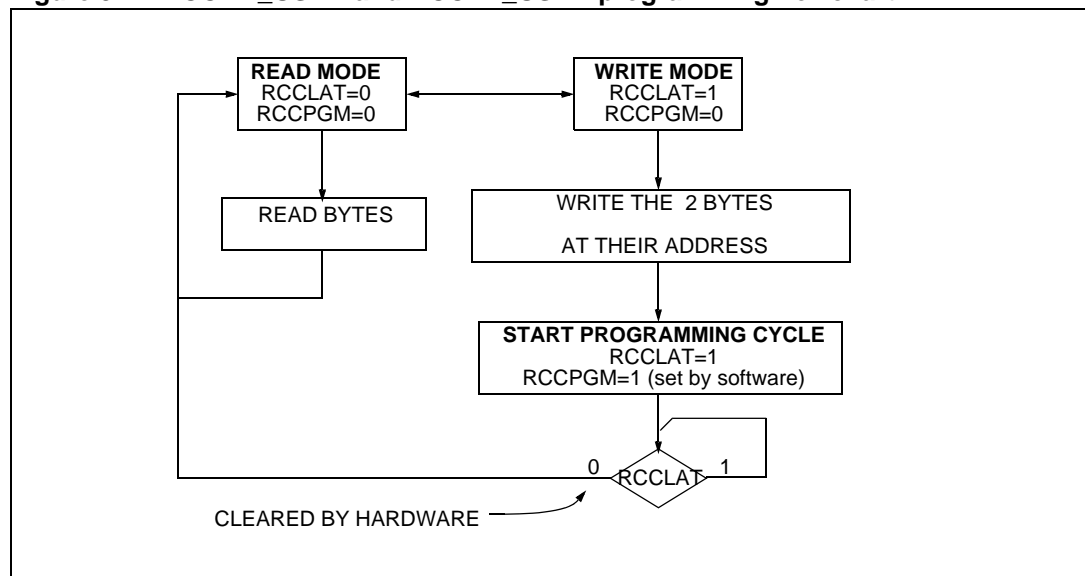 READ MODE
RCCLAT=0
RCCPGM=0
WRITE MODE
RCCLAT=1
RCCPGM=0
READ BYTES
WRITE THE 2 BYTES
AT THEIR ADDRESS
START PROGRAMMING CYCLE
RCCLAT=1
RCCPGM=1 (set by software)
0
RCCLAT
1
CLEARED BY HARDWARE